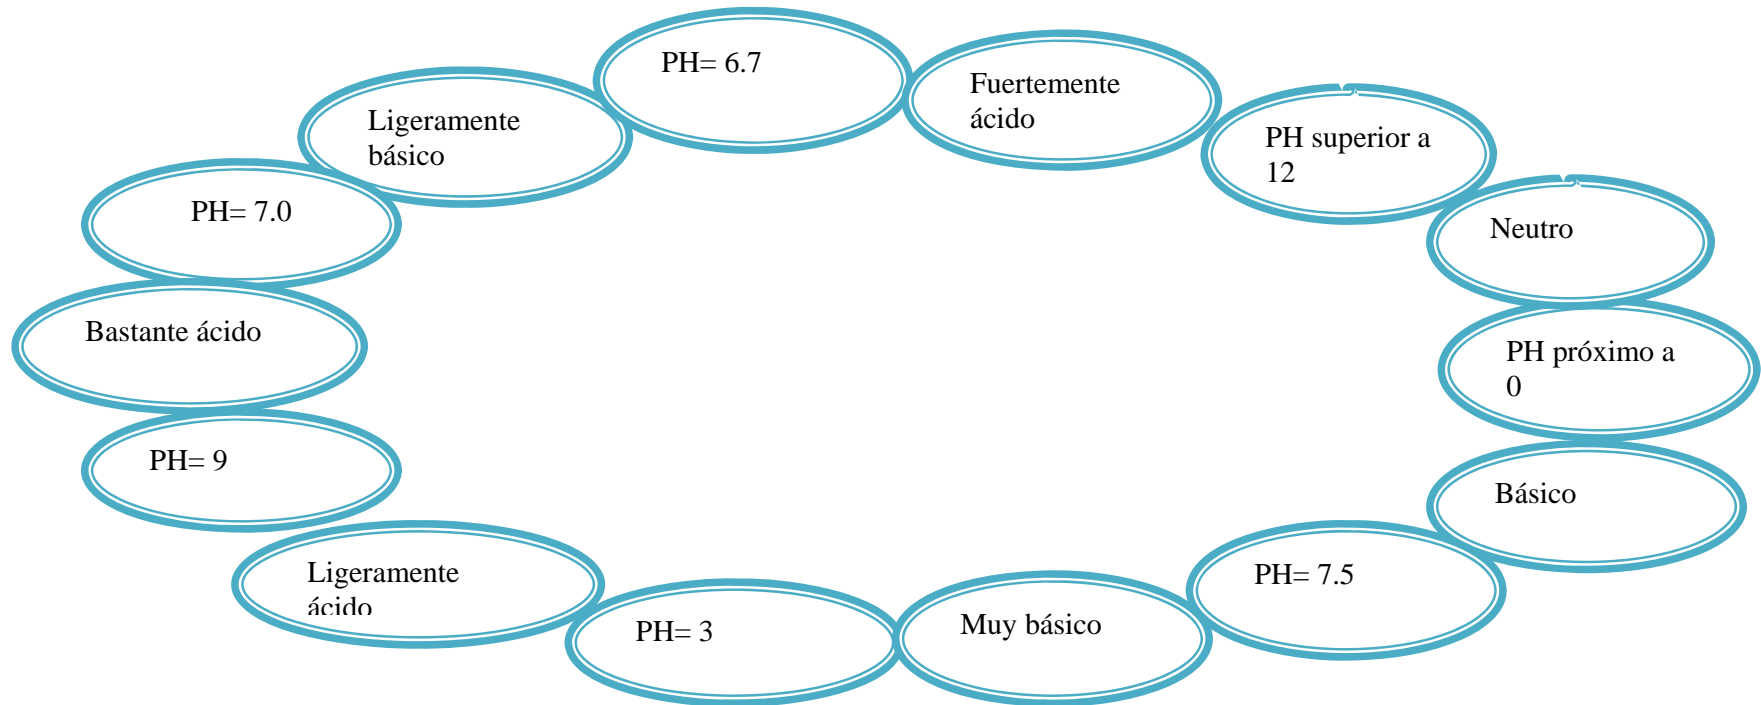 PH= 6.7
Fuertemente
ácido
PH superior a
12
Neutro
PH próximo a
0
Básico
PH= 7.5
Muy básico
PH= 3
Ligeramente
ácido
PH= 9
Bastante ácido
PH= 7.0
Ligeramente
básico